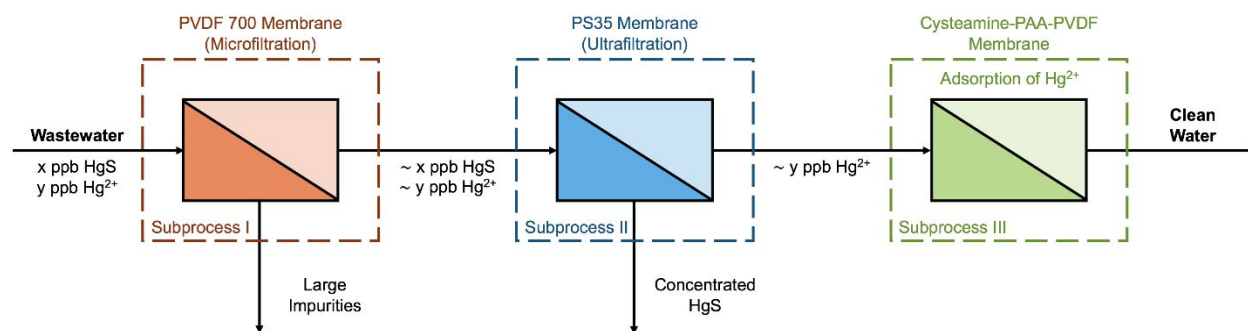 PVDF 700 Membrane
(Microfiltration)
PS35 Membrane
(Ultrafiltration)
Cysteamine-PAA-PVDF
Membrane
Adsorption of Hg²⁺
Wastewater
x ppb HgS
y ppb Hg²⁺
~ x ppb HgS
~ y ppb Hg²⁺
~ y ppb Hg²⁺
Clean
Water
Subprocess I
Subprocess II
Subprocess III
Large
Impurities
Concentrated
HgS